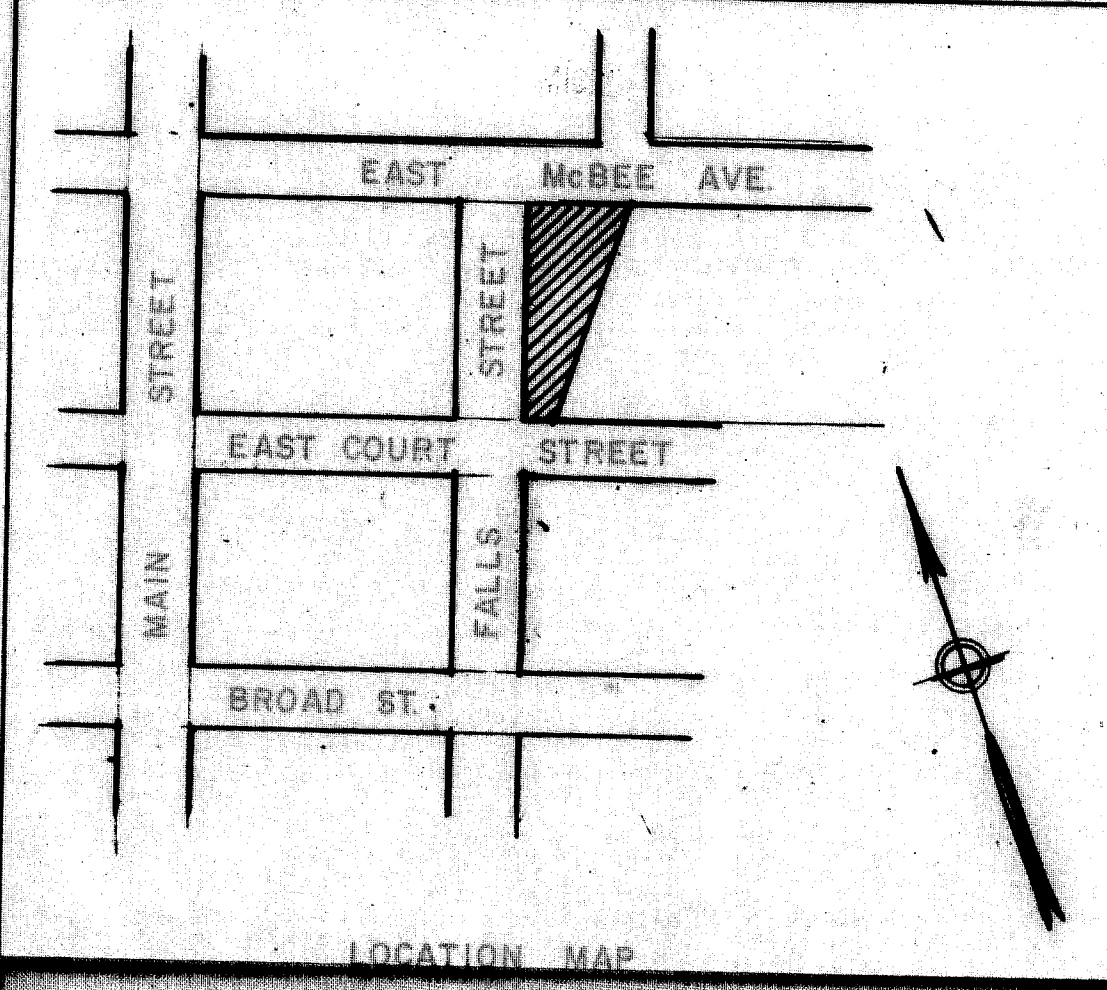 EAST McBEE AVE.
STREET
STREET
EAST COURT STREET
MAIN
FALLS
BROAD ST.
LOCATION MAP